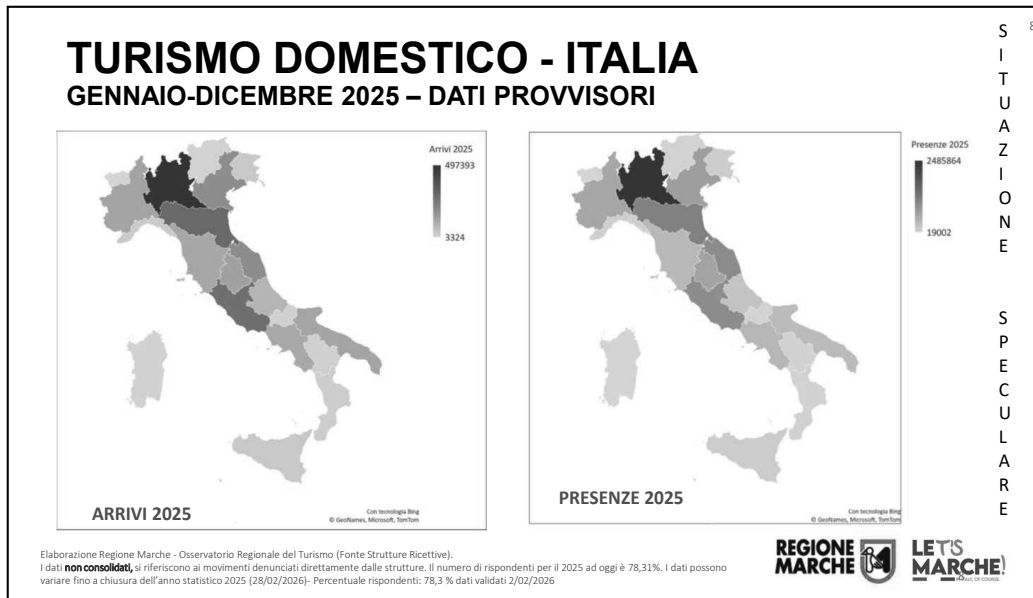 TURISMO DOMESTICO - ITALIA
GENNAIO-DICEMBRE 2025 – DATI PROVVISORI
Arrivi 2025
497393
3324
ARRIVI 2025
Con tecnologia Bing
© GeoNames, Microsoft, TomTom
Presenze 2025
2485864
19002
PRESENZE 2025
Con tecnologia Bing
© GeoNames, Microsoft, TomTom
SITUAZIONE SPECULARE
8
Elaborazione Regione Marche - Osservatorio Regionale del Turismo (Fonte Strutture Ricettive).
I dati non consolidati, si riferiscono ai movimenti denunciati direttamente dalle strutture. Il numero di rispondenti per il 2025 ad oggi è 78,31%. I dati possono
variare fino a chiusura dell'anno statistico 2025 (28/02/2026)- Percentuale rispondenti: 78,3 % dati validati 2/02/2026
REGIONE
MARCHE
LET'S
MARCHE!